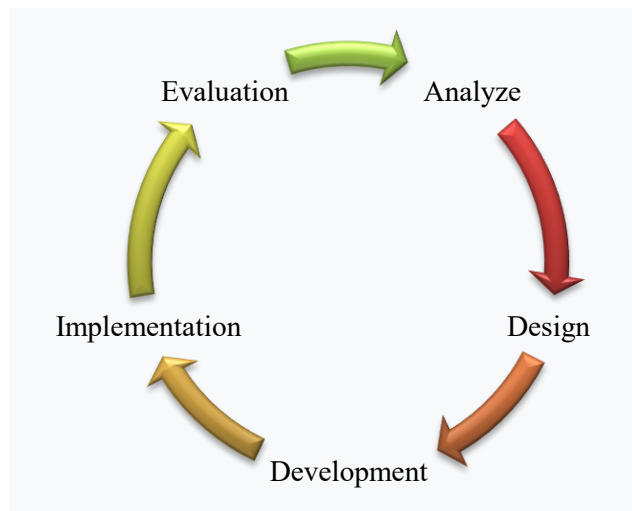 Evaluation
Analyze
Implementation
Design
Development